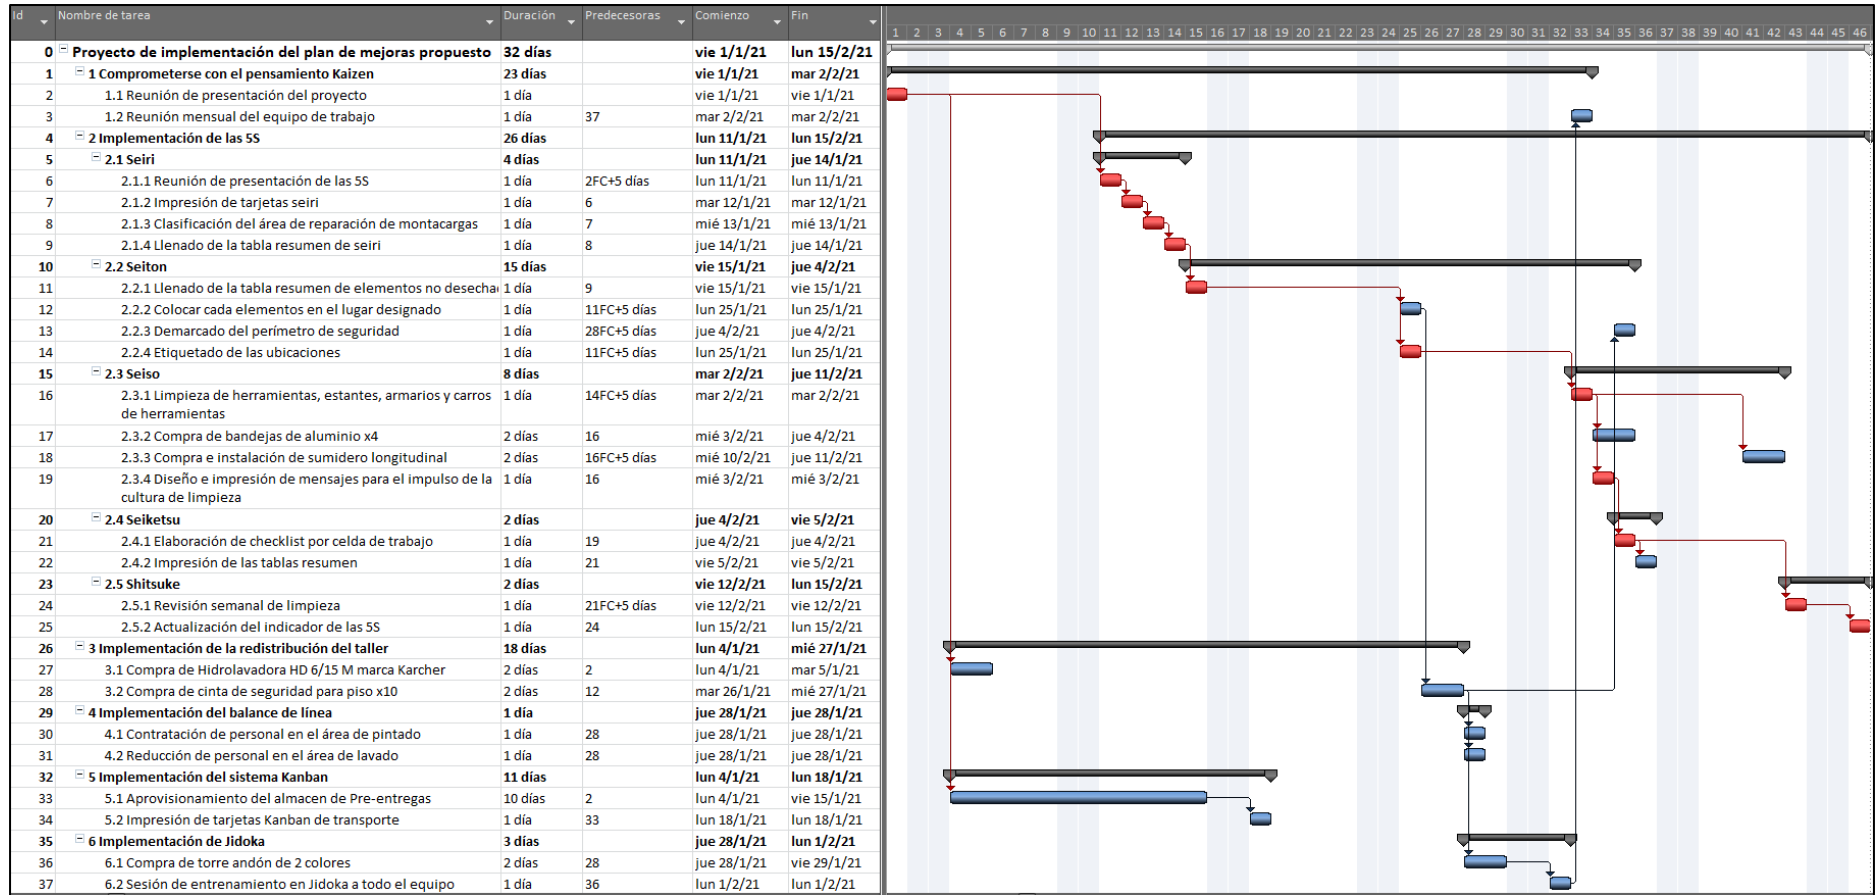 Id Nombre de tarea Duración Predecesoras Comienzo Fin
1 2 3 4 5 6 7 8 9 10 11 12 13 14 15 16 17 18 19 20 21 22 23 24 25 26 27 28 29 30 31 32 33 34 35 36 37 38 39 40 41 42 43 44 45 46
0 Proyecto de implementación del plan de mejoras propuesto 32 días vie 1/1/21 lun 15/2/21
1 1 Comprometerse con el pensamiento Kaizen 23 días vie 1/1/21 mar 2/2/21
2 1.1 Reunión de presentación del proyecto 1 día vie 1/1/21 vie 1/1/21
3 1.2 Reunión mensual del equipo de trabajo 1 día 37 mar 2/2/21 mar 2/2/21
4 2 Implementación de las 5S 26 días lun 11/1/21 lun 15/2/21
5 2.1 Seiri 4 días lun 11/1/21 jue 14/1/21
6 2.1.1 Reunión de presentación de las 5S 1 día 2FC+5 días lun 11/1/21 lun 11/1/21
7 2.1.2 Impresión de tarjetas seiri 1 día 6 mar 12/1/21 mar 12/1/21
8 2.1.3 Clasificación del área de reparación de montacargas 1 día 7 mié 13/1/21 mié 13/1/21
9 2.1.4 Llenado de la tabla resumen de seiri 1 día 8 jue 14/1/21 jue 14/1/21
10 2.2 Seiton 15 días vie 15/1/21 jue 4/2/21
11 2.2.1 Llenado de la tabla resumen de elementos no desecha 1 día 9 vie 15/1/21 vie 15/1/21
12 2.2.2 Colocar cada elementos en el lugar designado 1 día 11FC+5 días lun 25/1/21 lun 25/1/21
13 2.2.3 Demarcado del perímetro de seguridad 1 día 28FC+5 días jue 4/2/21 jue 4/2/21
14 2.2.4 Etiquetado de las ubicaciones 1 día 11FC+5 días lun 25/1/21 lun 25/1/21
15 2.3 Seiso 8 días mar 2/2/21 jue 11/2/21
16 2.3.1 Limpieza de herramientas, estantes, armarios y carros 1 día 14FC+5 días mar 2/2/21 mar 2/2/21
de herramientas
17 2.3.2 Compra de bandejas de aluminio x4 2 días 16 mié 3/2/21 jue 4/2/21
18 2.3.3 Compra e instalación de sumidero longitudinal 2 días 16FC+5 días mié 10/2/21 jue 11/2/21
19 2.3.4 Diseño e impresión de mensajes para el impulso de la 1 día 16 mié 3/2/21 mié 3/2/21
cultura de limpieza
20 2.4 Seiketsu 2 días jue 4/2/21 vie 5/2/21
21 2.4.1 Elaboración de checklist por celda de trabajo 1 día 19 jue 4/2/21 jue 4/2/21
22 2.4.2 Impresión de las tablas resumen 1 día 21 vie 5/2/21 vie 5/2/21
23 2.5 Shitsuke 2 días vie 12/2/21 lun 15/2/21
24 2.5.1 Revisión semanal de limpieza 1 día 21FC+5 días vie 12/2/21 vie 12/2/21
25 2.5.2 Actualización del indicador de las 5S 1 día 24 lun 15/2/21 lun 15/2/21
26 3 Implementación de la redistribución del taller 18 días lun 4/1/21 mié 27/1/21
27 3.1 Compra de Hidrolavadora HD 6/15 M marca Karcher 2 días 2 lun 4/1/21 mar 5/1/21
28 3.2 Compra de cinta de seguridad para piso x10 2 días 12 mar 26/1/21 mié 27/1/21
29 4 Implementación del balance de línea 1 día jue 28/1/21 jue 28/1/21
30 4.1 Contratación de personal en el área de pintado 1 día 28 jue 28/1/21 jue 28/1/21
31 4.2 Reducción de personal en el área de lavado 1 día 28 jue 28/1/21 jue 28/1/21
32 5 Implementación del sistema Kanban 11 días lun 4/1/21 lun 18/1/21
33 5.1 Aprovisionamiento del almacen de Pre-entregas 10 días 2 lun 4/1/21 vie 15/1/21
34 5.2 Impresión de tarjetas Kanban de transporte 1 día 33 lun 18/1/21 lun 18/1/21
35 6 Implementación de Jidoka 3 días jue 28/1/21 lun 1/2/21
36 6.1 Compra de torre andón de 2 colores 2 días 28 jue 28/1/21 vie 29/1/21
37 6.2 Sesión de entrenamiento en Jidoka a todo el equipo 1 día 36 lun 1/2/21 lun 1/2/21